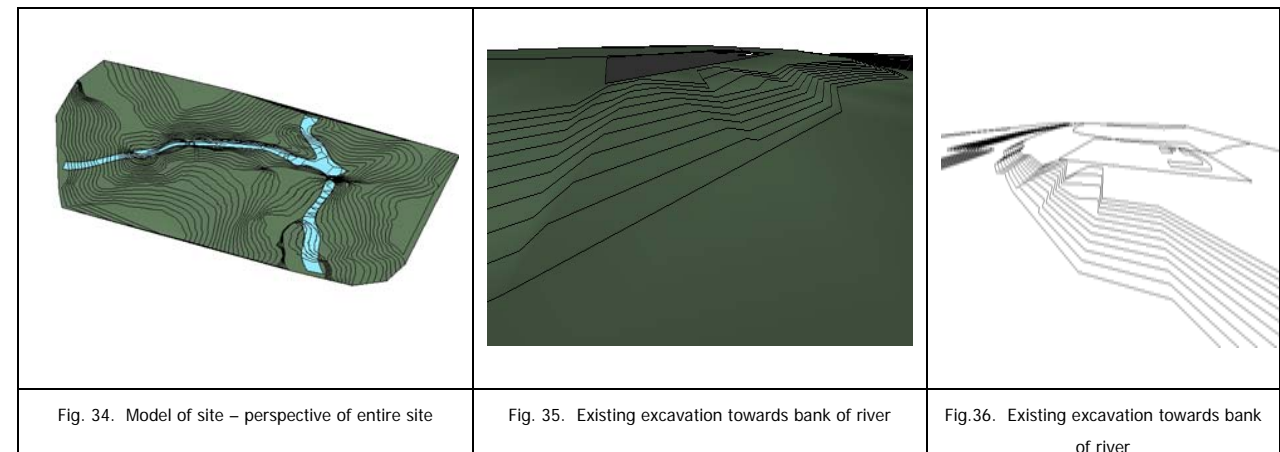 Fig. 34. Model of site – perspective of entire site
Fig. 35. Existing excavation towards bank of river
Fig.36. Existing excavation towards bank
of river